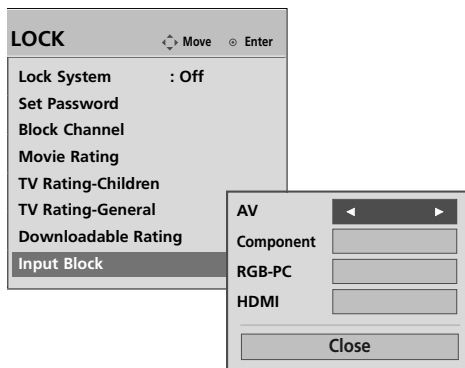 LOCK Move Enter
Lock System : Off
Set Password
Block Channel
Movie Rating
TV Rating-Children
TV Rating-General
Downloadable Rating
Input Block
AV
Component
RGB-PC
HDMI
Close